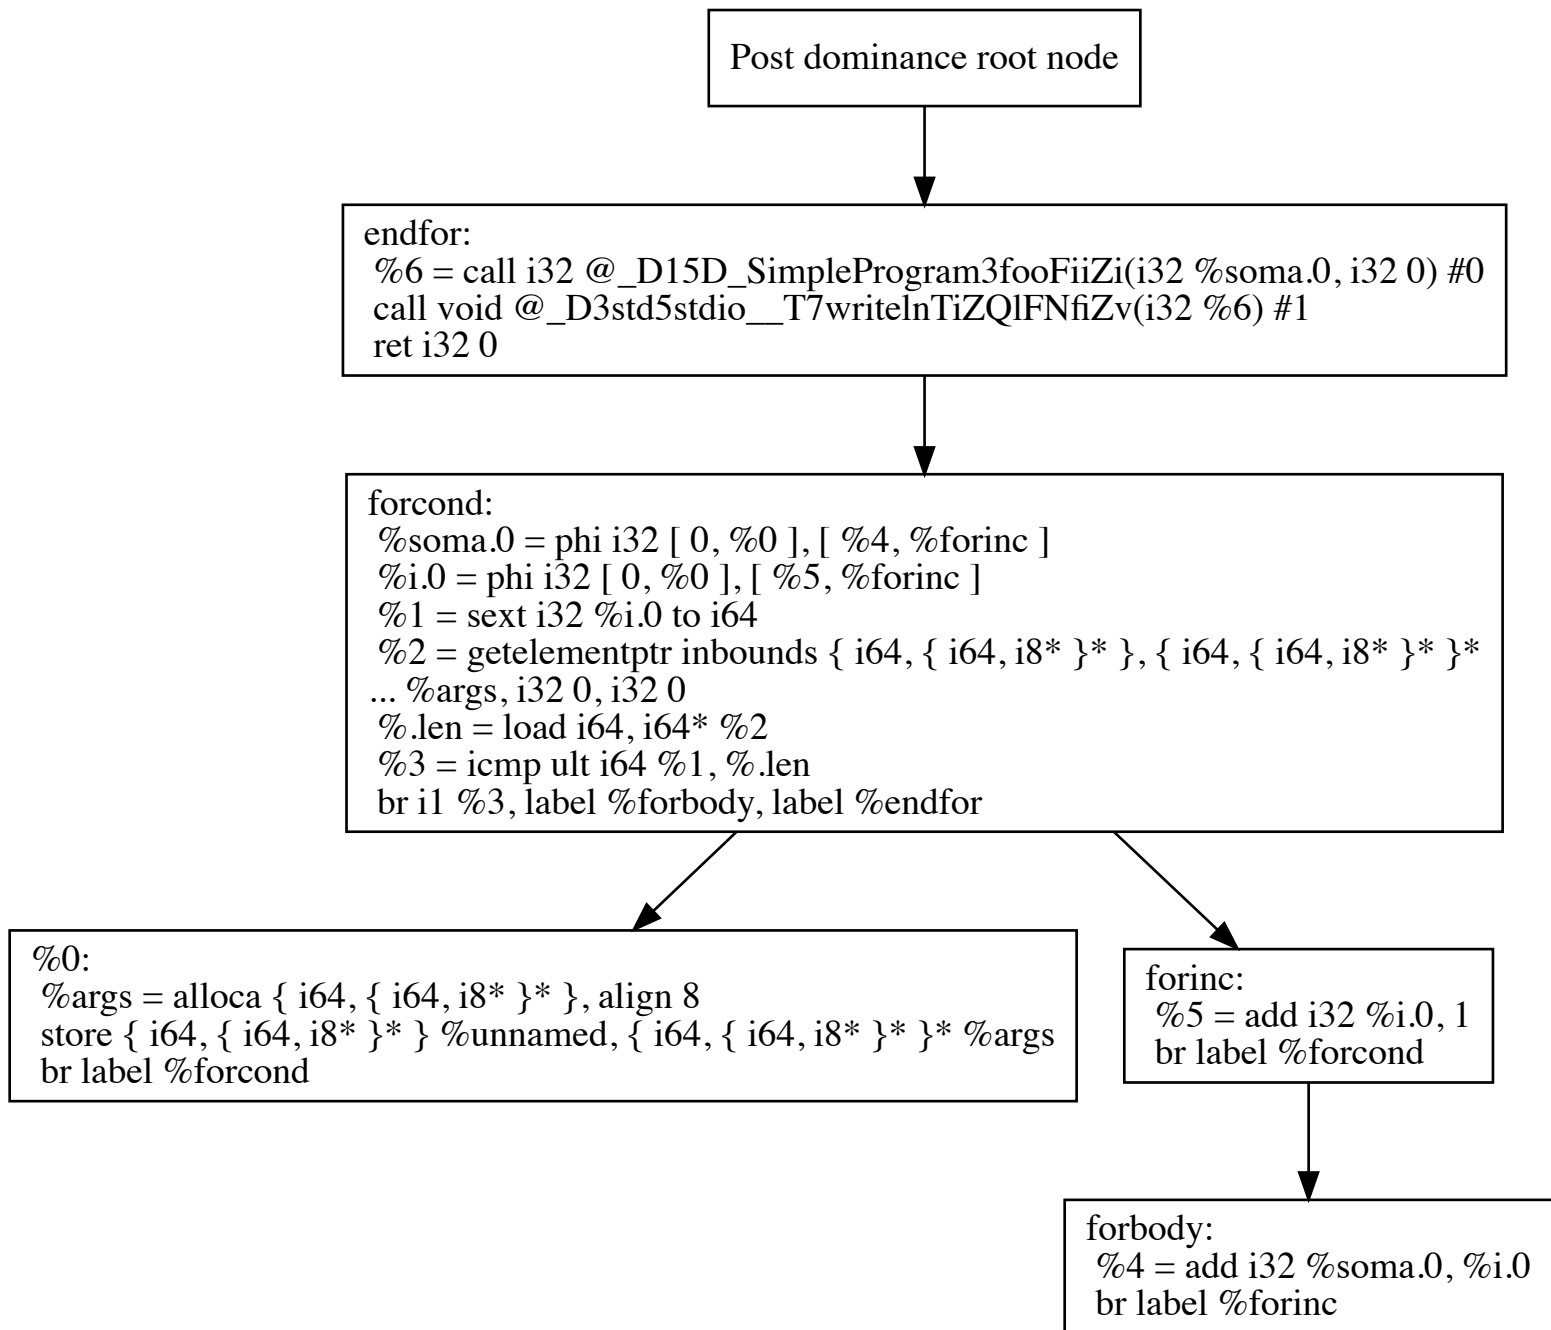 Post dominance root node
endfor:
%6 = call i32 @_D15D_SimpleProgram3fooFiiZi(i32 %soma.0, i32 0) #0
call void @_D3std5stdio__T7writelnTiZQlFNfiZv(i32 %6) #1
ret i32 0
forcond:
%soma.0 = phi i32 [ 0, %0 ], [ %4, %forinc ]
%i.0 = phi i32 [ 0, %0 ], [ %5, %forinc ]
%1 = sext i32 %i.0 to i64
%2 = getelementptr inbounds { i64, { i64, i8* }* }, { i64, { i64, i8* }* }*
... %args, i32 0, i32 0
%.len = load i64, i64* %2
%3 = icmp ult i64 %1, %.len
br i1 %3, label %forbody, label %endfor
%0:
%args = alloca { i64, { i64, i8* }* }, align 8
store { i64, { i64, i8* }* } %unnamed, { i64, { i64, i8* }* }* %args
br label %forcond
forinc:
%5 = add i32 %i.0, 1
br label %forcond
forbody:
%4 = add i32 %soma.0, %i.0
br label %forinc